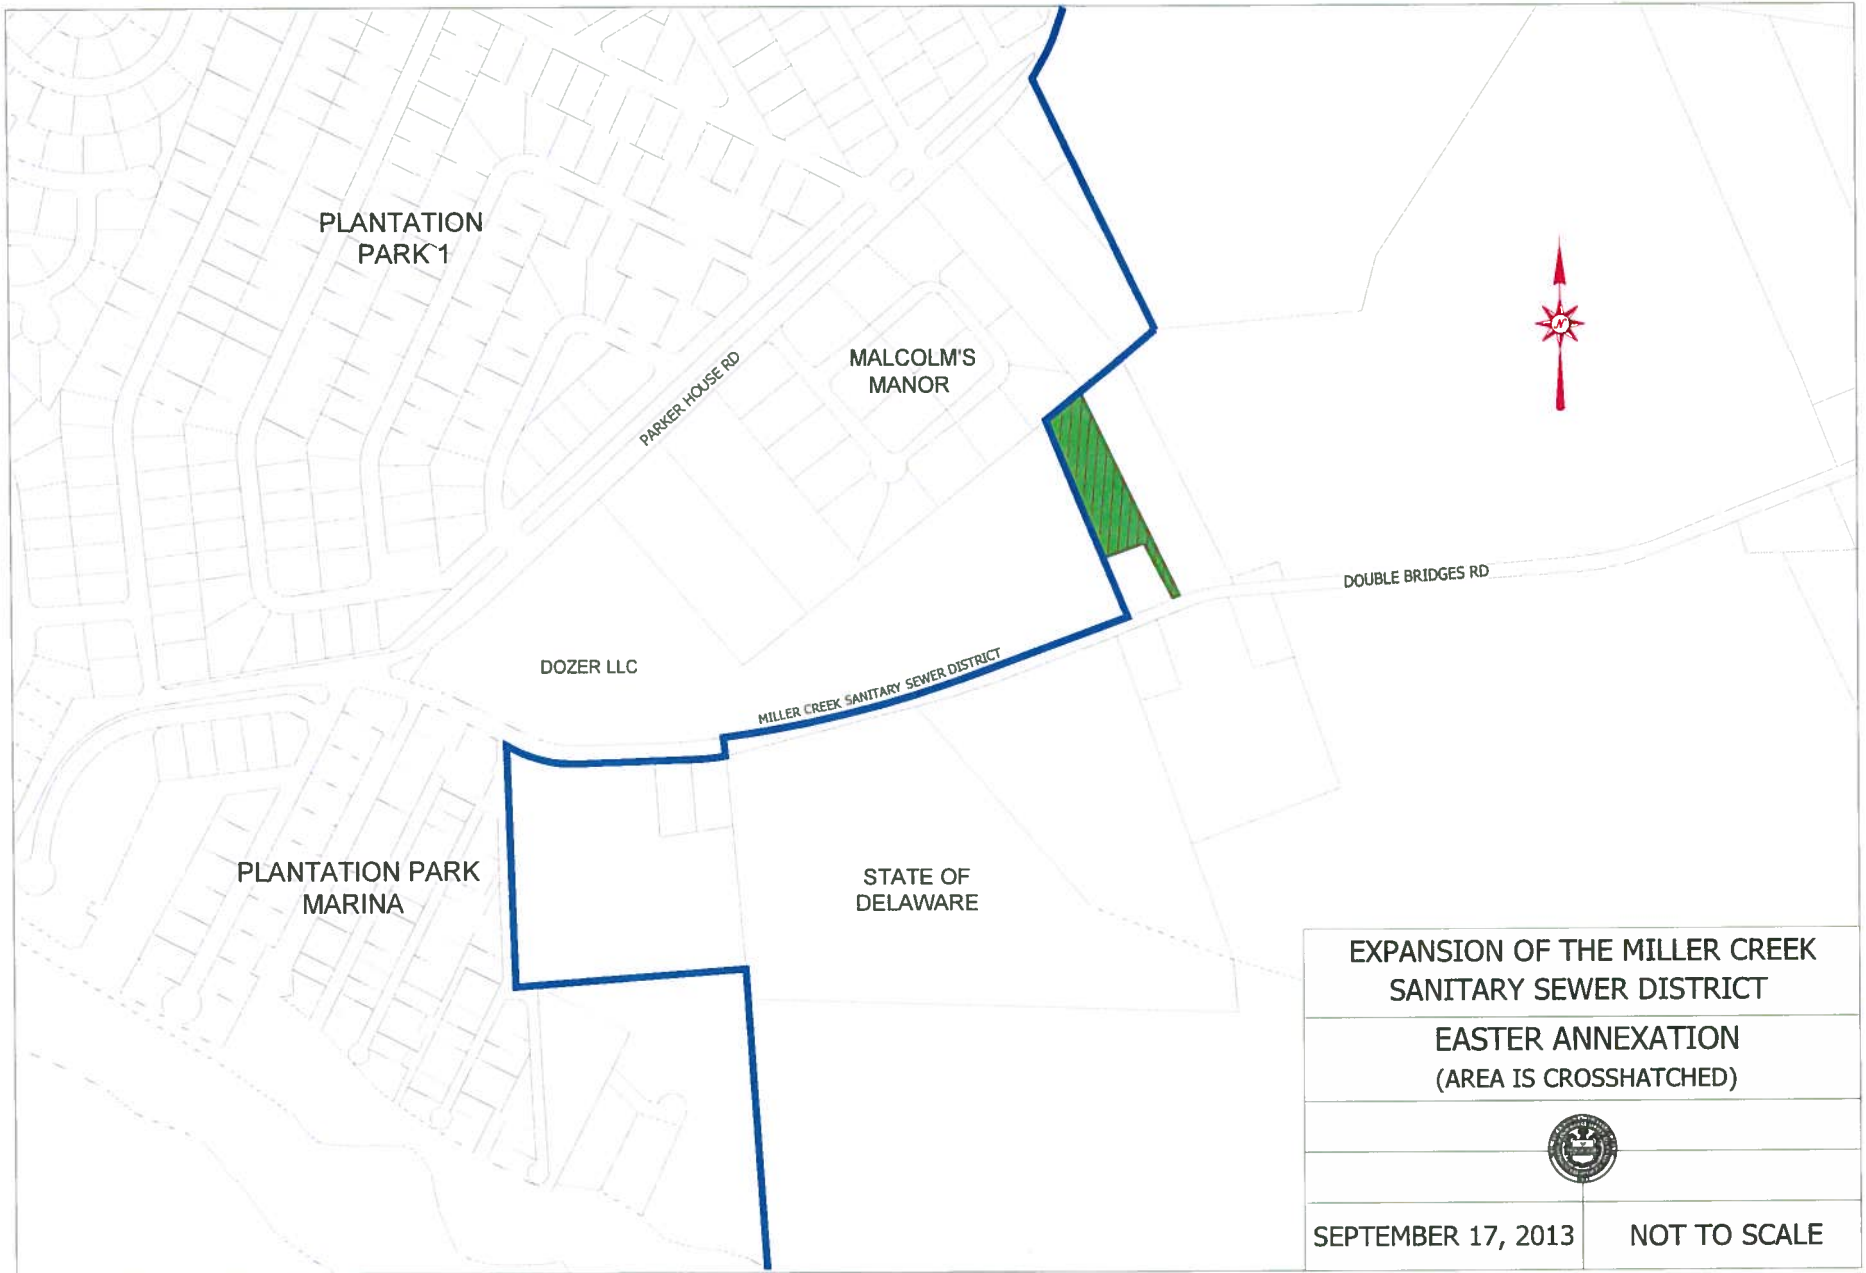 PLANTATION
PARK 1
MALCOLM'S
MANOR
PARKER HOUSE RD
N
DOUBLE BRIDGES RD
DOZER LLC
MILLER CREEK SANITARY SEWER DISTRICT
PLANTATION PARK
MARINA
STATE OF
DELAWARE
EXPANSION OF THE MILLER CREEK
SANITARY SEWER DISTRICT
EASTER ANNEXATION
(AREA IS CROSSHATCHED)
SEPTEMBER 17, 2013
NOT TO SCALE